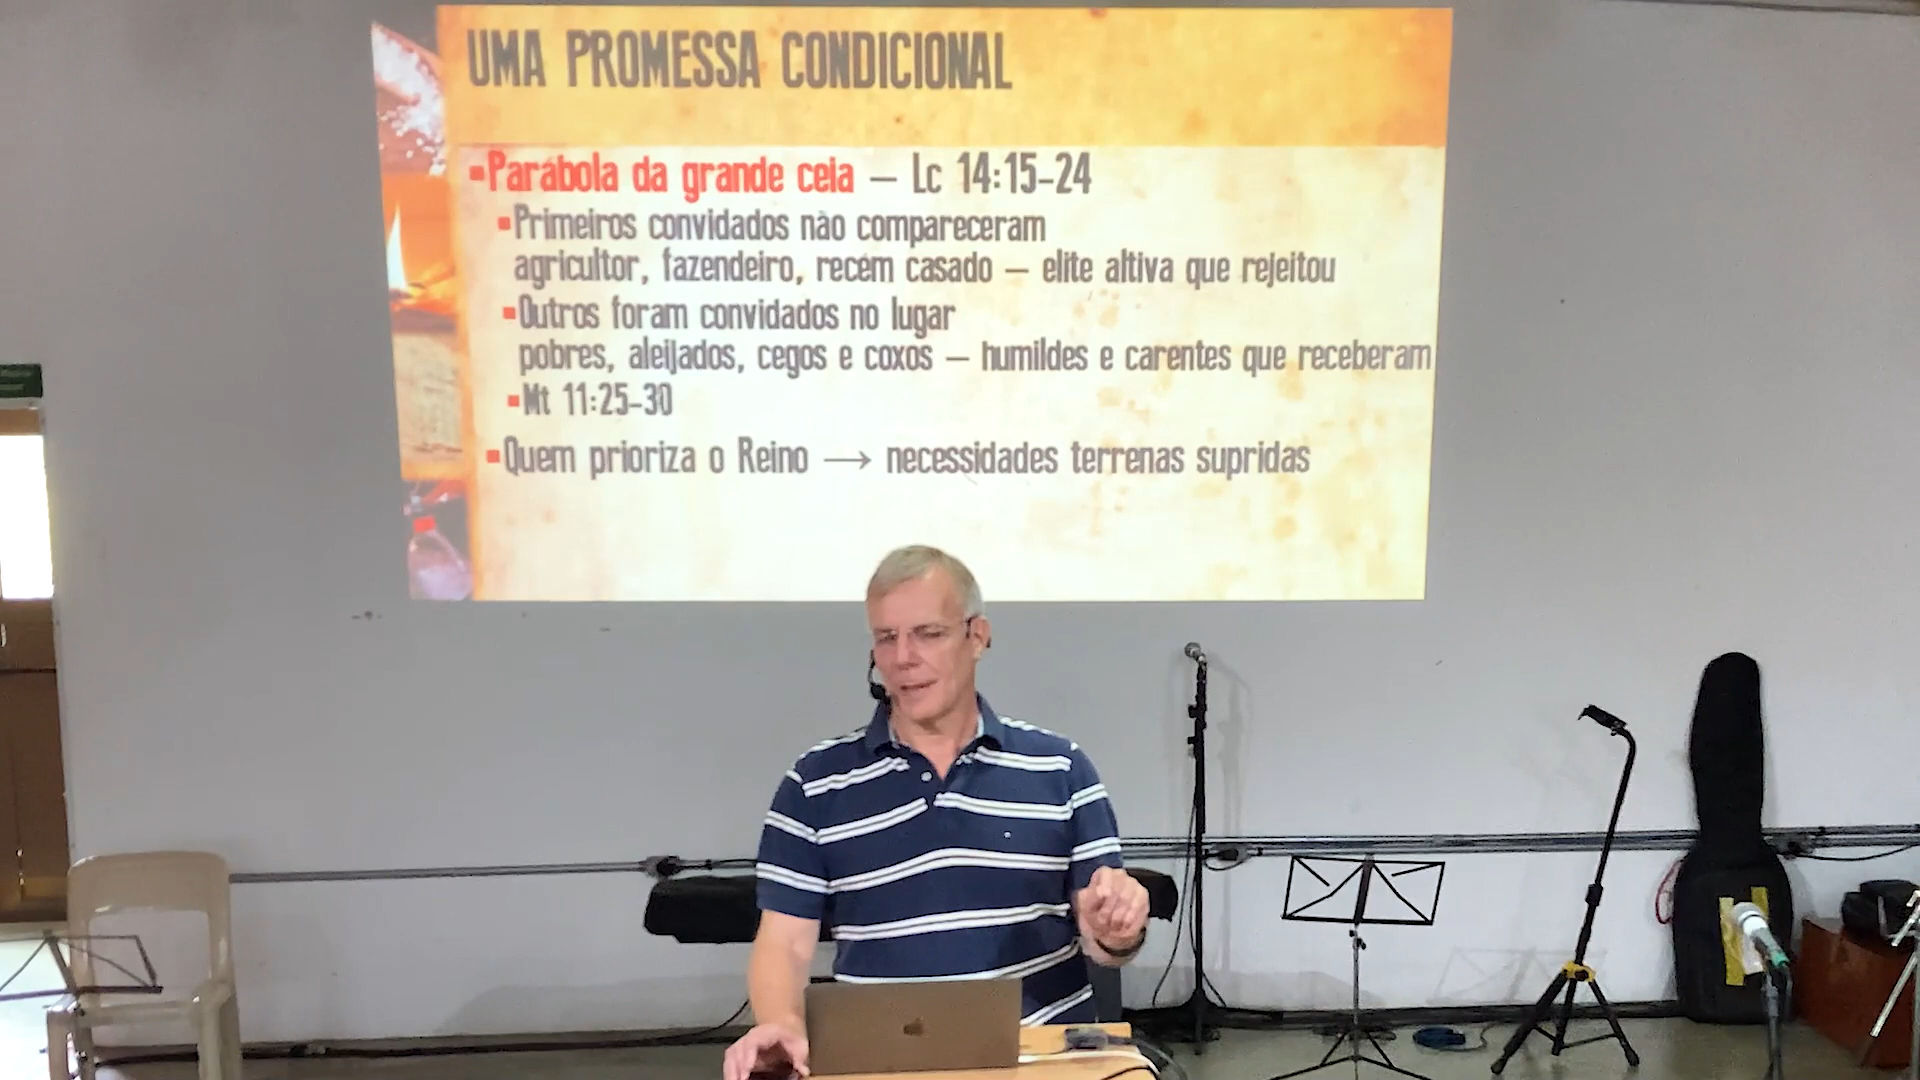 UMA PROMESSA CONDICIONAL
▪Parábola da grande ceia – Lc 14:15-24
▪Primeiros convidados não compareceram
agricultor, fazendeiro, recém casado – elite altiva que rejeitou
▪Outros foram convidados no lugar
pobres, aleijados, cegos e coxos – humildes e carentes que receberam
▪Mt 11:25-30
▪Quem prioriza o Reino → necessidades terrenas supridas